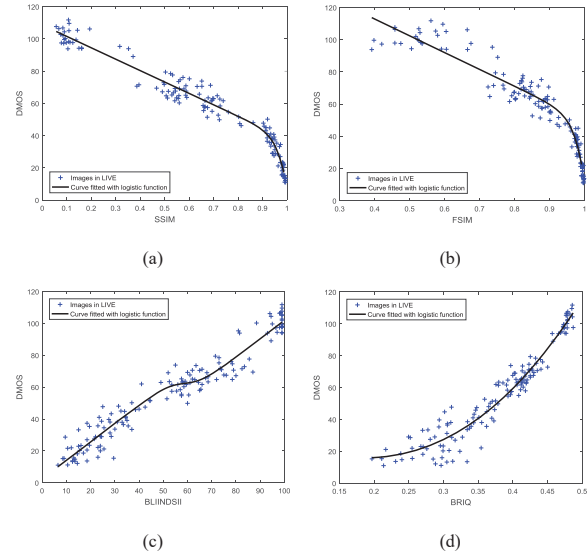 120
100
80
60
40
20
0
DMOS
Images in LIVE
Curve fitted with logistic function
0 0.1 0.2 0.3 0.4 0.5 0.6 0.7 0.8 0.9 1
SSIM
(a)
120
100
80
60
40
20
0
DMOS
Images in LIVE
Curve fitted with logistic function
0.3 0.4 0.5 0.6 0.7 0.8 0.9 1
FSIM
(b)
120
100
80
60
40
20
0
DMOS
Images in LIVE
Curve fitted with logistic function
0 10 20 30 40 50 60 70 80 90 100
BLIINDSII
(c)
120
100
80
60
40
20
0
DMOS
Images in LIVE
Curve fitted with logistic function
0.15 0.2 0.25 0.3 0.35 0.4 0.45 0.5
BRIQ
(d)